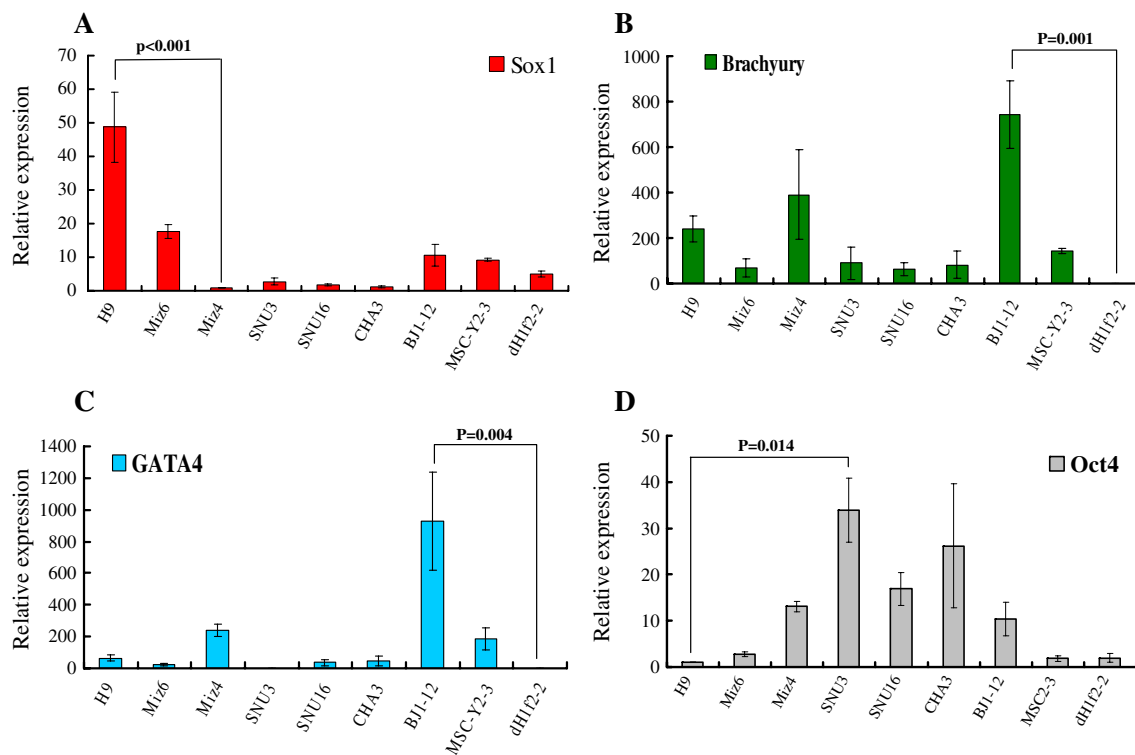 A
p<0.001
Sox1
Relative expression
70
60
50
40
30
20
10
0
H9
Miz6
Miz4
SNU3
SNU16
CHA3
BJ1-12
MSC-Y2-3
dH1f2-2
B
P=0.001
Brachyury
Relative expression
1000
800
600
400
200
0
H9
Miz6
Miz4
SNU3
SNU16
CHA3
BJ1-12
MSC-Y2-3
dH1f2-2
C
P=0.004
GATA4
Relative expression
1400
1200
1000
800
600
400
200
0
H9
Miz6
Miz4
SNU3
SNU16
CHA3
BJ1-12
MSC-Y2-3
dH1f2-2
D
P=0.014
Oct4
Relative expression
50
40
30
20
10
0
H9
Miz6
Miz4
SNU3
SNU16
CHA3
BJ1-12
MSC2-3
dH1f2-2